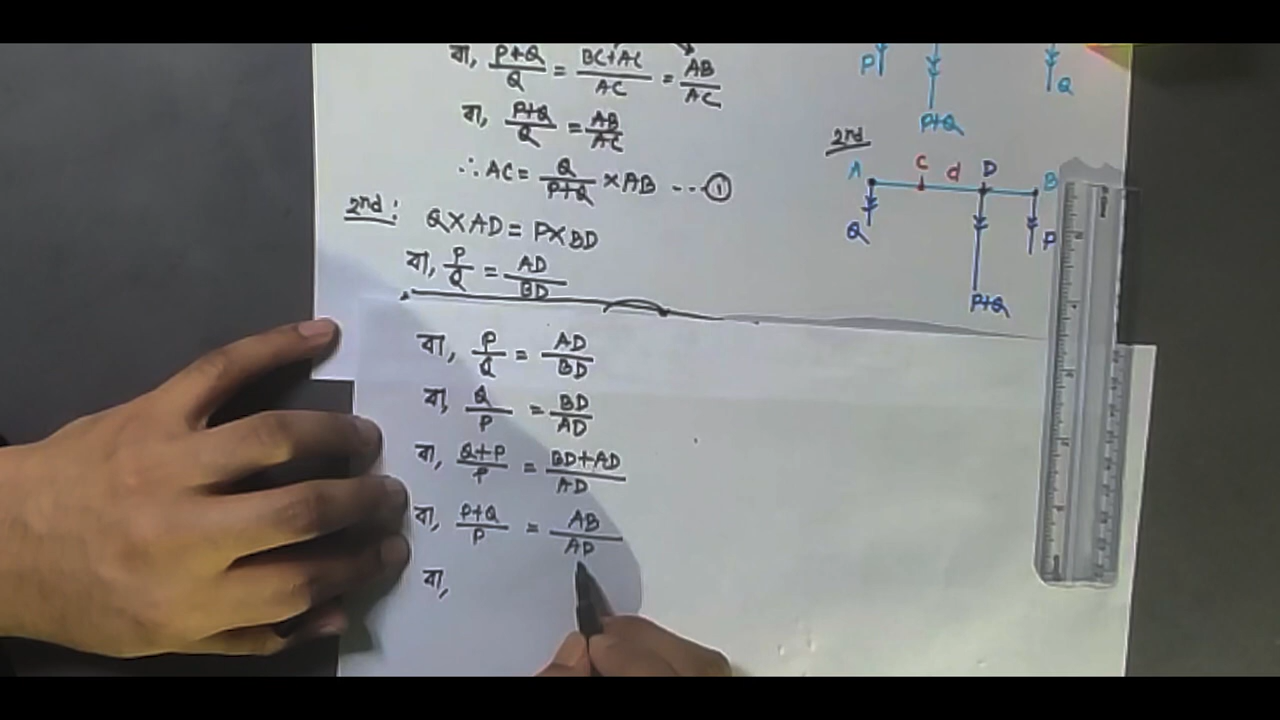 বা, P+Q/Q = BC+AC/AC = AB/AC
বা, P+Q/Q = AB/AC
∴ AC = Q/P+Q × AB --- ①
2nd: Q×AD = P×BD
বা, P/Q = AD/BD
বা, P/Q = AD/BD
বা, Q/P = BD/AD
বা, Q+P/P = BD+AD/AD
বা, P+Q/P = AB/AD
বা,
P
Q
P+Q
2nd
A C d D B
Q
P
P+Q